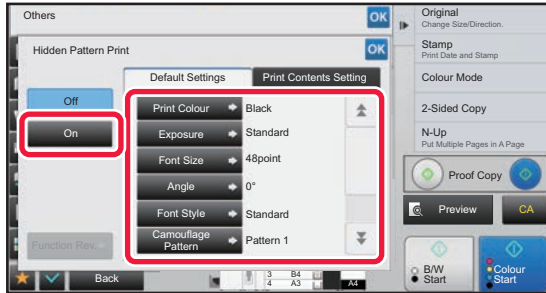 Others
OK
Hidden Pattern Print
OK
Default Settings
Print Contents Setting
Off
On
Print Colour
Black
Exposure
Standard
Font Size
48point
Angle
0°
Font Style
Standard
Camouflage
Pattern
Pattern 1
Function Rev.
Back
3 B4
4 A3
A4
Original
Change Size/Direction.
Stamp
Print Date and Stamp
Colour Mode
2-Sided Copy
N-Up
Put Multiple Pages in A Page
Proof Copy
Preview
CA
B/W
Start
Colour
Start